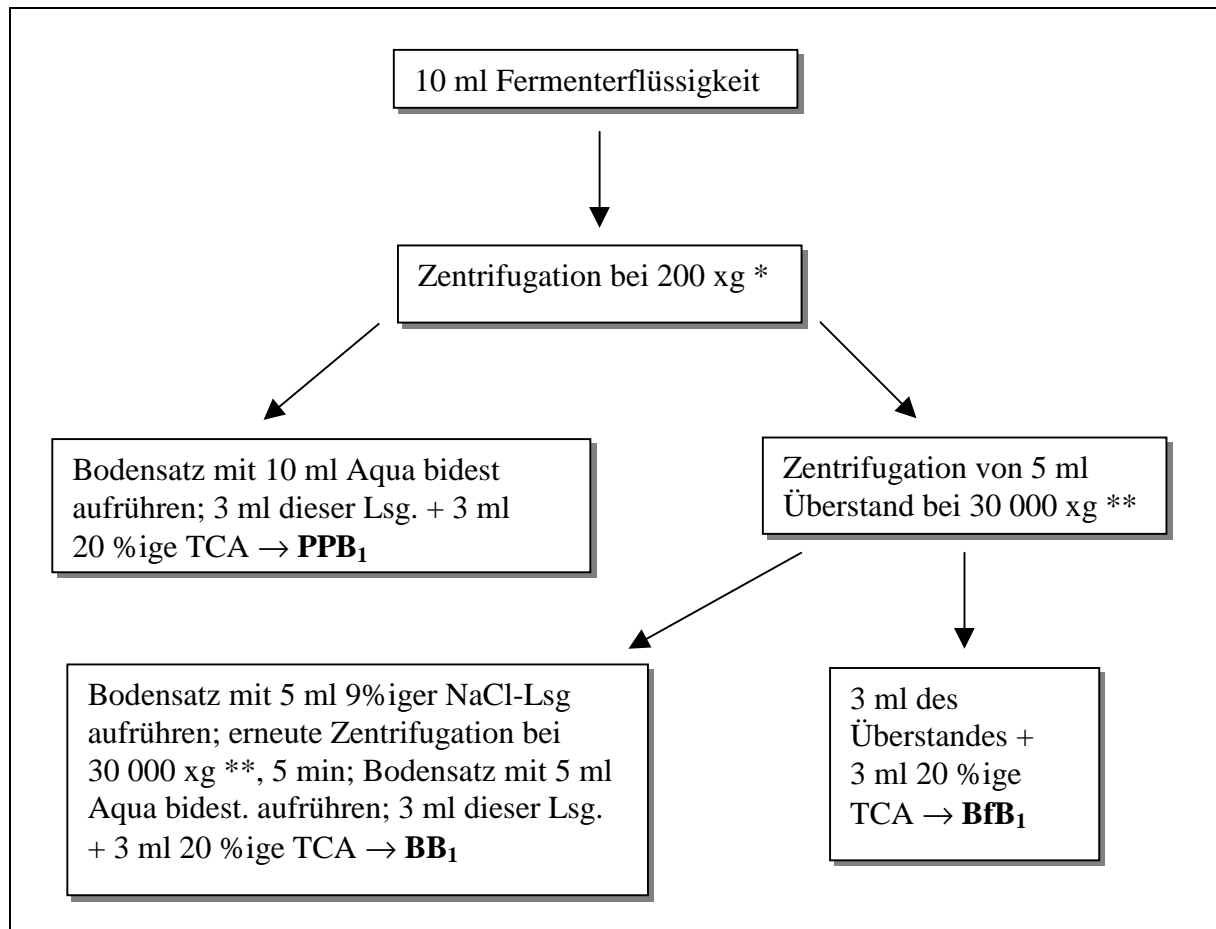 10 ml Fermenterflüssigkeit
Zentrifugation bei 200 xg *
Bodensatz mit 10 ml Aqua bidest
aufrühren; 3 ml dieser Lsg. + 3 ml
20 %ige TCA → PPB₁
Zentrifugation von 5 ml
Überstand bei 30 000 xg **
Bodensatz mit 5 ml 9%iger NaCl-Lsg
aufrühren; erneute Zentrifugation bei
30 000 xg **, 5 min; Bodensatz mit 5 ml
Aqua bidest. aufrühren; 3 ml dieser Lsg.
+ 3 ml 20 %ige TCA → BB₁
3 ml des
Überstandes +
3 ml 20 %ige
TCA → BfB₁